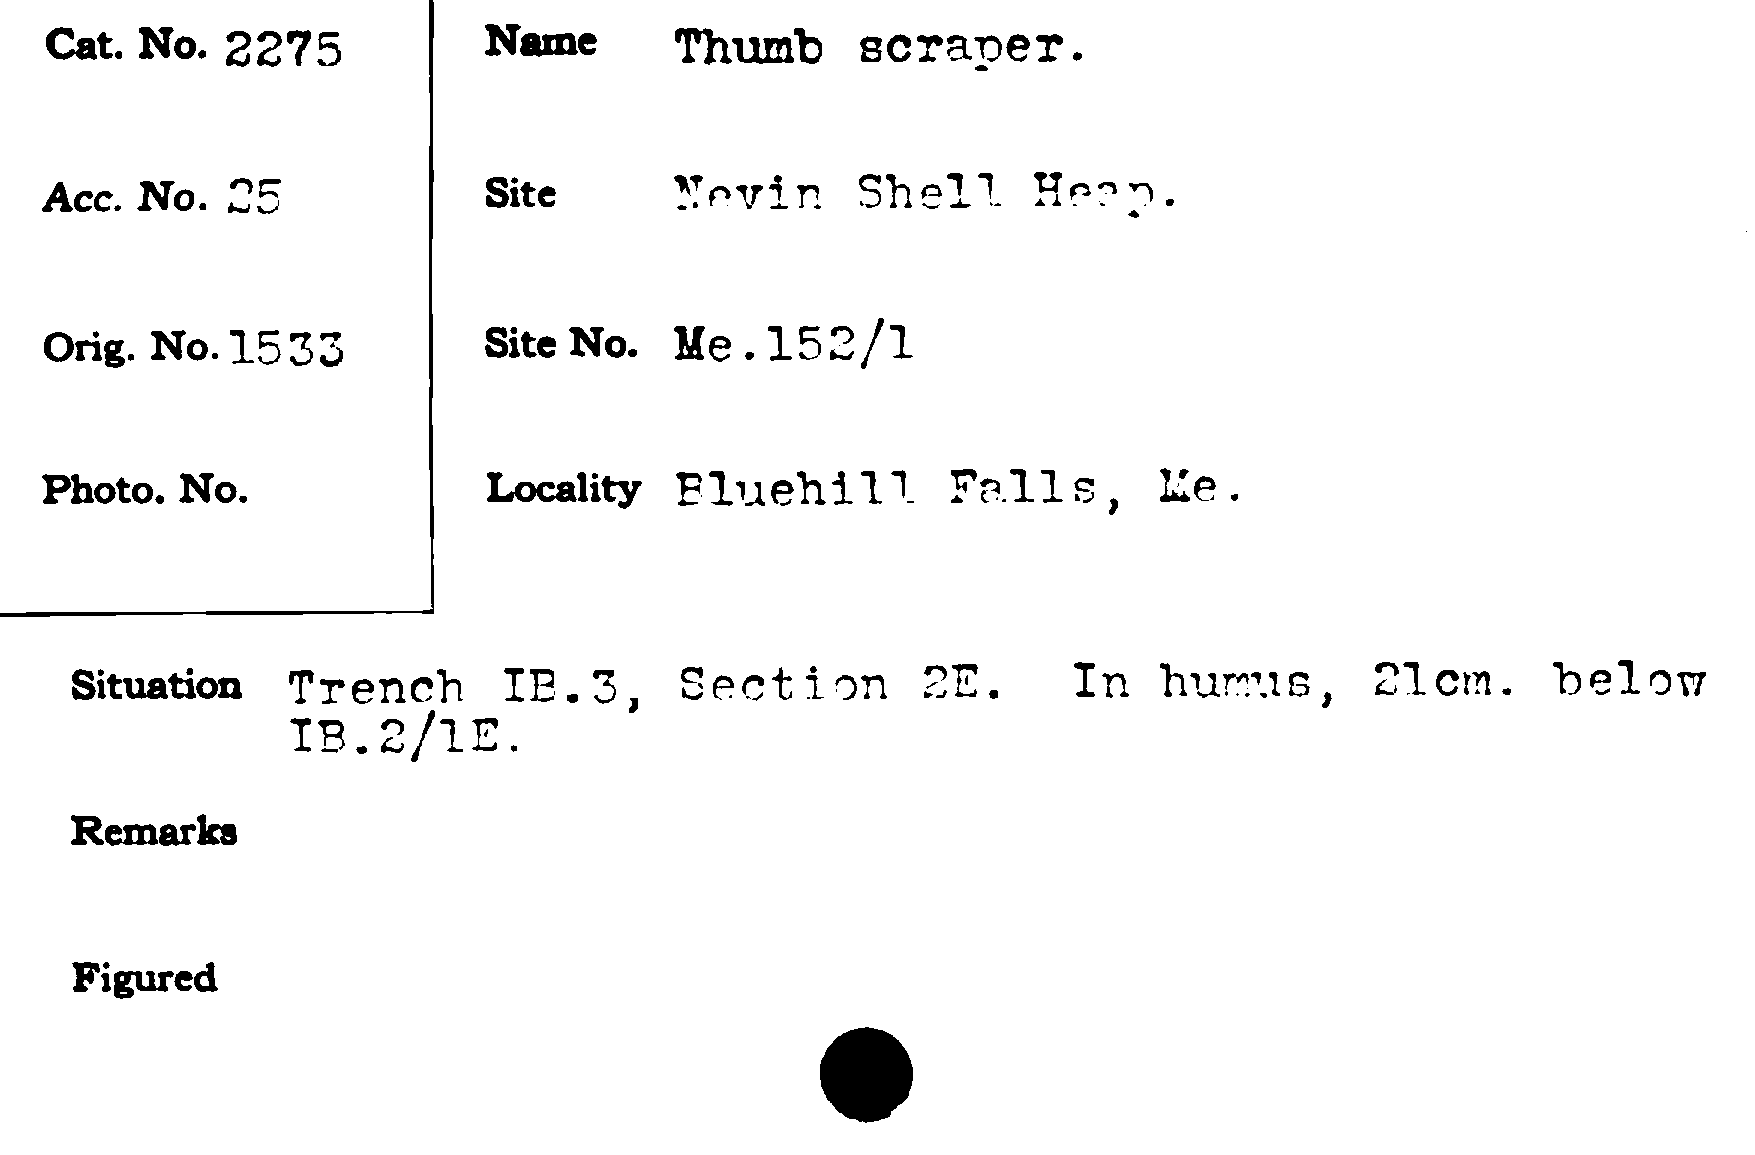 Cat. No. 2275
Name Thumb scraper.
Acc. No. 25
Site Nevin Shell Heap.
Orig. No. 1533
Site No. Me.152/1
Photo. No.
Locality Bluehill Falls, Me.
Situation Trench IB.3, Section 2E. In humus, 21cm. below
IB.2/1E.
Remarks
Figured